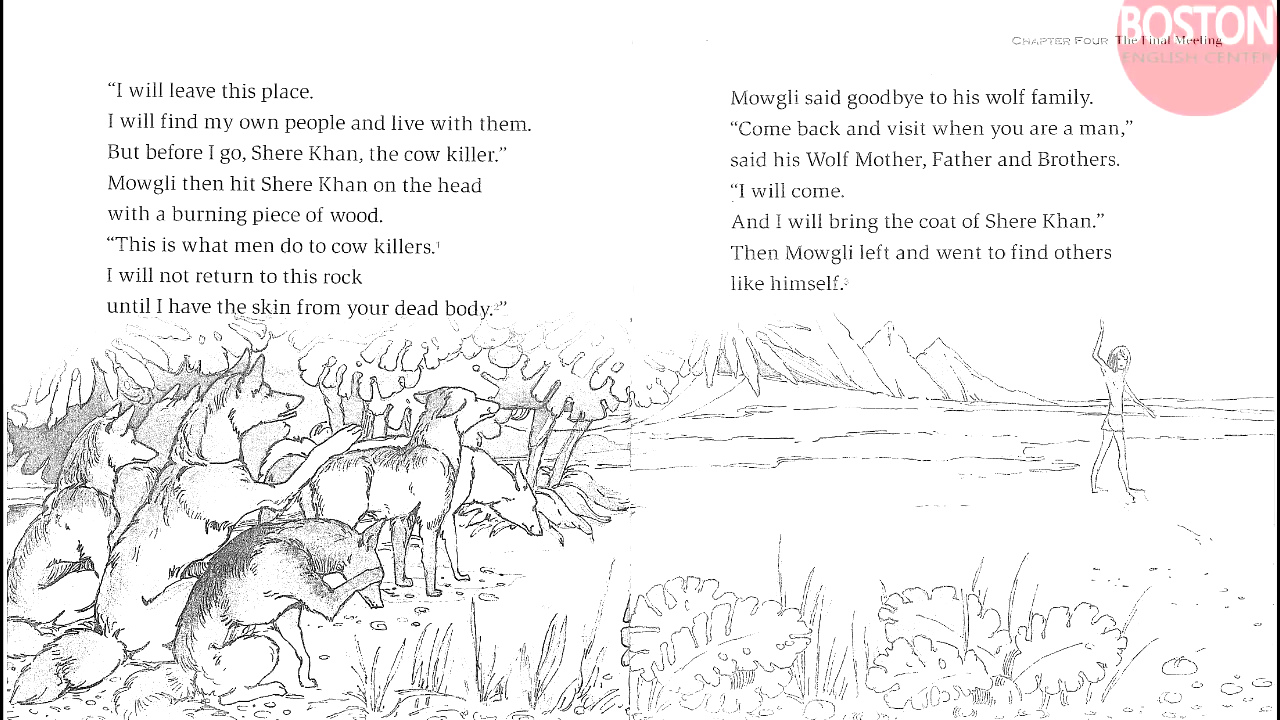 BOSTON
ENGLISH CENTER
CHAPTER FOUR The Final Meeting
“I will leave this place.
I will find my own people and live with them.
But before I go, Shere Khan, the cow killer.”
Mowgli then hit Shere Khan on the head
with a burning piece of wood.
“This is what men do to cow killers.¹
I will not return to this rock
until I have the skin from your dead body.²”
Mowgli said goodbye to his wolf family.
“Come back and visit when you are a man,”
said his Wolf Mother, Father and Brothers.
“I will come.
And I will bring the coat of Shere Khan.”
Then Mowgli left and went to find others
like himself.³